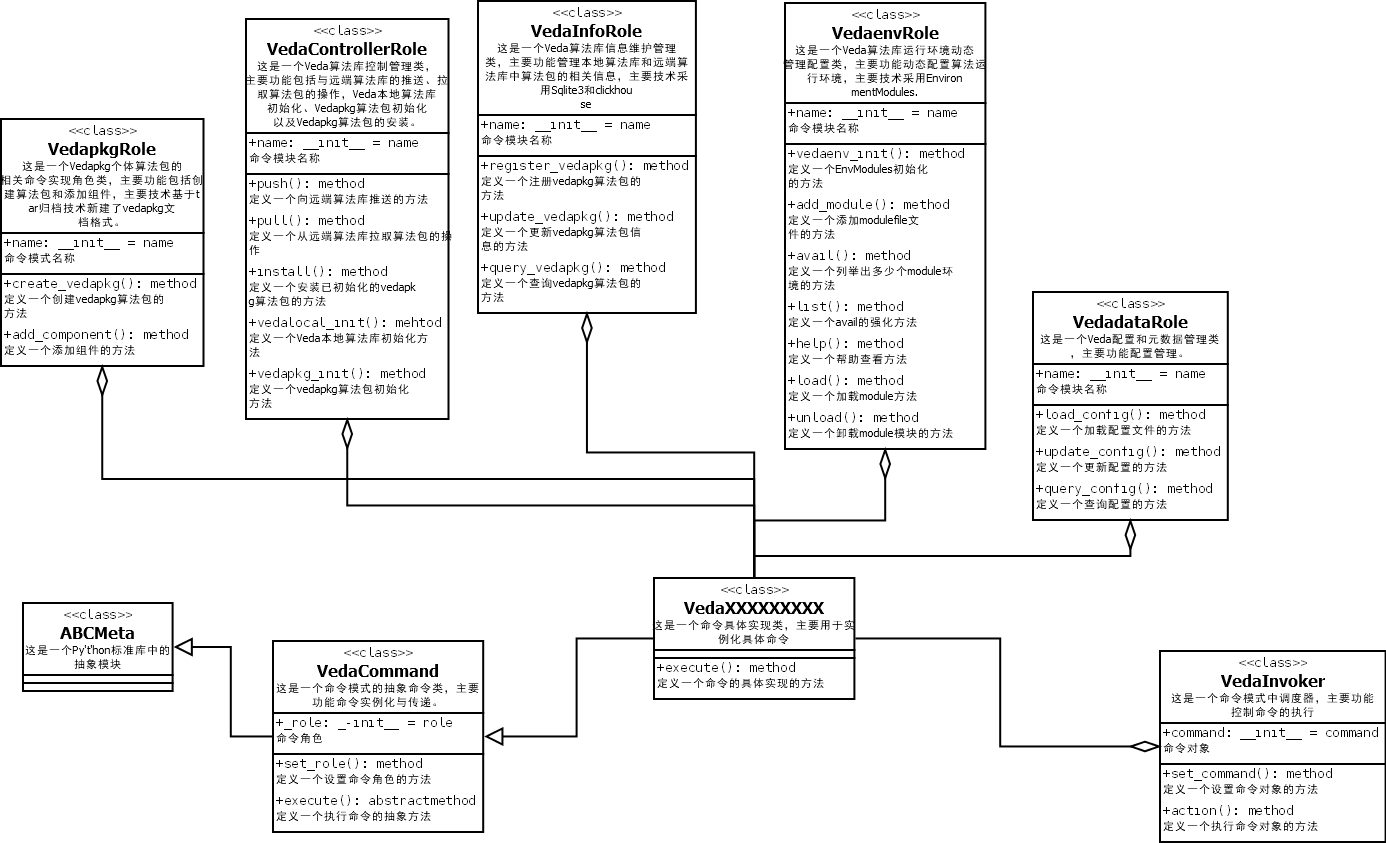 <<class>>
VedapkgRole
这是一个Vedapkg个体算法包的
相关命令实现角色类，主要功能包括创
建算法包和添加组件，主要技术基于t
ar归档技术新建了vedapkg文
档格式。
+name: __init__ = name
命令模式名称
+create_vedapkg(): method
定义一个创建vedapkg算法包的
方法
+add_component(): method
定义一个添加组件的方法
<<class>>
VedaControllerRole
这是一个Veda算法库控制管理类，
主要功能包括与远端算法库的推送、拉
取算法包的操作，Veda本地算法库
初始化、Vedapkg算法包初始化
以及Vedapkg算法包的安装。
+name: __init__ = name
命令模块名称
+push(): method
定义一个向远端算法库推送的方法
+pull(): method
定义一个从远端算法库拉取算法包的操
作
+install(): method
定义一个安装已初始化的vedapk
g算法包的方法
+vedalocal_init(): mehtod
定义一个Veda本地算法库初始化方
法
+vedapkg_init(): method
定义一个vedapkg算法包初始化
方法
<<class>>
VedaInfoRole
这是一个Veda算法库信息维护管理
类，主要功能管理本地算法库和远端算
法库中算法包的相关信息，主要技术采
用Sqlite3和clickhou
se
+name: __init__ = name
命令模块名称
+register_vedapkg(): method
定义一个注册vedapkg算法包的
方法
+update_vedapkg(): method
定义一个更新vedapkg算法包信
息的方法
+query_vedapkg(): method
定义一个查询vedapkg算法包的
方法
<<class>>
VedaenvRole
这是一个Veda算法库运行环境动态
管理配置类，主要功能动态配置算法运
行环境，主要技术采用Environ
mentModules.
+name: __init__ = name
命令模块名称
+vedaenv_init(): method
定义一个EnvModules初始化
的方法
+add_module(): method
定义一个添加modulefile文
件的方法
+avail(): method
定义一个列举出多少个module环
境的方法
+list(): method
定义一个avail的强化方法
+help(): method
定义一个帮助查看方法
+load(): method
定义一个加载module方法
+unload(): method
定义一个卸载module模块的方法
<<class>>
VedadataRole
这是一个Veda配置和元数据管理类
，主要功能配置管理。
+name: __init__ = name
命令模块名称
+load_config(): method
定义一个加载配置文件的方法
+update_config(): method
定义一个更新配置的方法
+query_config(): method
定义一个查询配置的方法
<<class>>
ABCMeta
这是一个Py't'hon标准库中的
抽象模块
<<class>>
VedaCommand
这是一个命令模式的抽象命令类，主要
功能命令实例化与传递。
+_role: _-init__ = role
命令角色
+set_role(): method
定义一个设置命令角色的方法
+execute(): abstractmethod
定义一个执行命令的抽象方法
<<class>>
VedaXXXXXXXXX
这是一个命令具体实现类，主要用于实
例化具体命令
+execute(): method
定义一个命令的具体实现的方法
<<class>>
VedaInvoker
这是一个命令模式中调度器，主要功能
控制命令的执行
+command: __init__ = command
命令对象
+set_command(): method
定义一个设置命令对象的方法
+action(): method
定义一个执行命令对象的方法